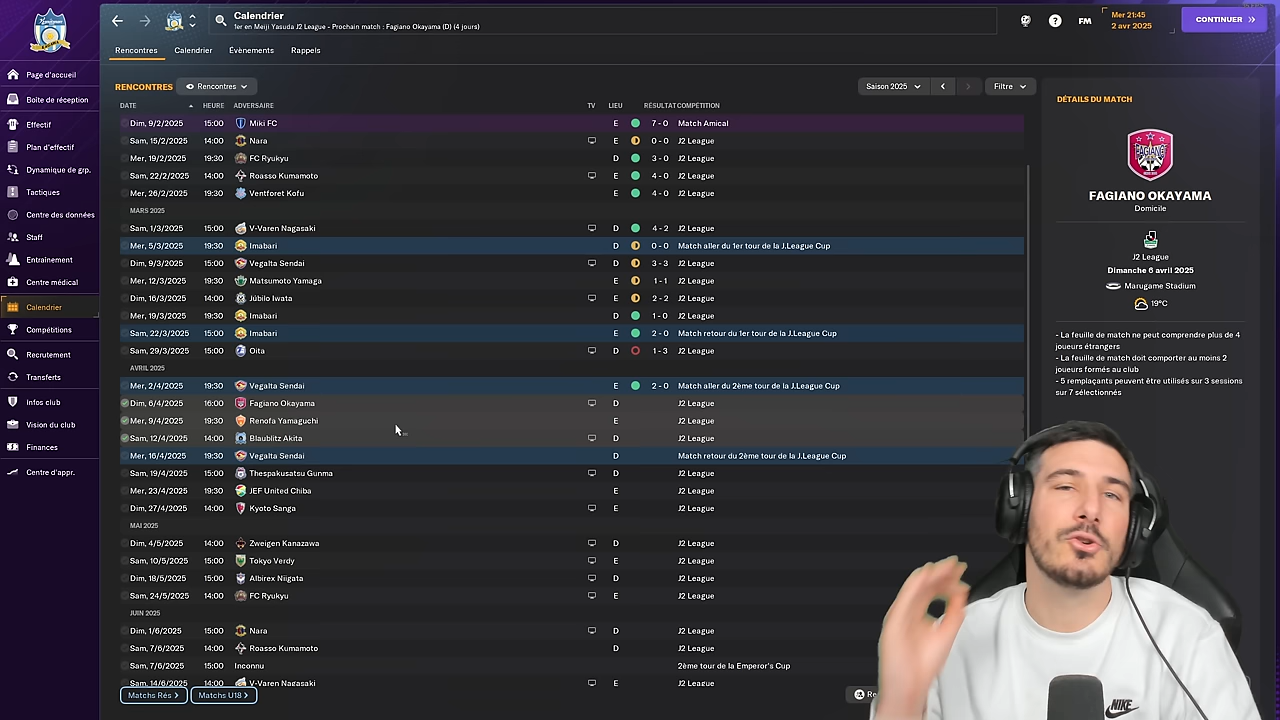 Calendrier
1er en Meiji Yasuda J2 League - Prochain match : Fagiano Okayama (D) (4 jours)
FM
Mer 21:45
2 avr 2025
CONTINUER
Rencontres Calendrier Évènements Rappels
Page d'accueil
Boîte de réception
Effectif
Plan d'effectif
Dynamique de grp.
Tactiques
Centre des données
Staff
Entraînement
Centre médical
Calendrier
Compétitions
Recrutement
Transferts
Infos club
Vision du club
Finances
Centre d'appr.
RENCONTRES Rencontres Saison 2025 Filtre
DATE HEURE ADVERSAIRE TV LIEU RÉSULTAT COMPÉTITION
Dim, 9/2/2025 15:00 Miki FC E 7 - 0 Match Amical
Sam, 15/2/2025 14:00 Nara E 0 - 0 J2 League
Mer, 19/2/2025 19:30 FC Ryukyu D 3 - 0 J2 League
Sam, 22/2/2025 14:00 Roasso Kumamoto E 4 - 0 J2 League
Mer, 26/2/2025 19:30 Ventforet Kofu E 4 - 0 J2 League
MARS 2025
Sam, 1/3/2025 15:00 V-Varen Nagasaki D 4 - 2 J2 League
Mer, 5/3/2025 19:30 Imabari D 0 - 0 Match aller du 1er tour de la J.League Cup
Dim, 9/3/2025 15:00 Vegalta Sendai D 3 - 3 J2 League
Mer, 12/3/2025 19:30 Matsumoto Yamaga E 1 - 1 J2 League
Dim, 16/3/2025 14:00 Júbilo Iwata E 2 - 2 J2 League
Mer, 19/3/2025 19:30 Imabari D 1 - 0 J2 League
Sam, 22/3/2025 15:00 Imabari E 2 - 0 Match retour du 1er tour de la J.League Cup
Sam, 29/3/2025 15:00 Oita D 1 - 3 J2 League
AVRIL 2025
Mer, 2/4/2025 19:30 Vegalta Sendai E 2 - 0 Match aller du 2ème tour de la J.League Cup
Dim, 6/4/2025 16:00 Fagiano Okayama D J2 League
Mer, 9/4/2025 19:30 Renofa Yamaguchi E J2 League
Sam, 12/4/2025 14:00 Blaublitz Akita D J2 League
Mer, 16/4/2025 19:30 Vegalta Sendai D Match retour du 2ème tour de la J.League Cup
Sam, 19/4/2025 15:00 Thespakusatsu Gunma D J2 League
Mer, 23/4/2025 19:30 JEF United Chiba E J2 League
Dim, 27/4/2025 14:00 Kyoto Sanga E J2 League
MAI 2025
Dim, 4/5/2025 14:00 Zweigen Kanazawa D J2 League
Sam, 10/5/2025 15:00 Tokyo Verdy E J2 League
Dim, 18/5/2025 15:00 Albirex Niigata D J2 League
Sam, 24/5/2025 14:00 FC Ryukyu E J2 League
JUIN 2025
Dim, 1/6/2025 15:00 Nara D J2 League
Sam, 7/6/2025 14:00 Roasso Kumamoto D J2 League
Sam, 7/6/2025 15:00 Inconnu 2ème tour de la Emperor's Cup
Sam, 14/6/2025 14:00 V-Varen Nagasaki E J2 League
Matchs Rés Matchs U18
DÉTAILS DU MATCH
FAGIANO
FAGIANO OKAYAMA
Domicile
J2 League
Dimanche 6 avril 2025
Marugame Stadium
19°C
- La feuille de match ne peut comprendre plus de 4
joueurs étrangers
- La feuille de match doit comporter au moins 2
joueurs formés au club
- 5 remplaçants peuvent être utilisés sur 3 sessions
sur 7 sélectionnés
NIKE